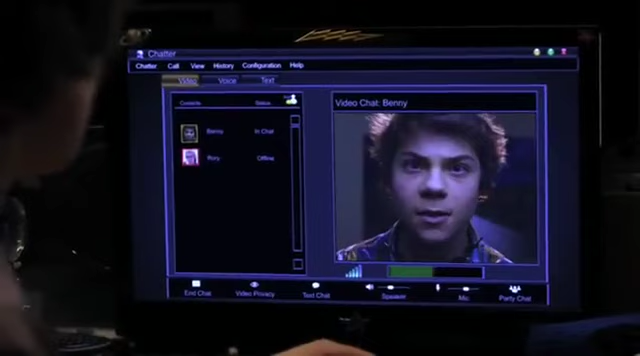 Chatter
Chatter Call View History Configuration Help
Video Voice Text
Contacts Status
Video Chat: Benny
Benny In Chat
Rory Offline
End Chat Video Privacy Text Chat Speaker Mic Party Chat